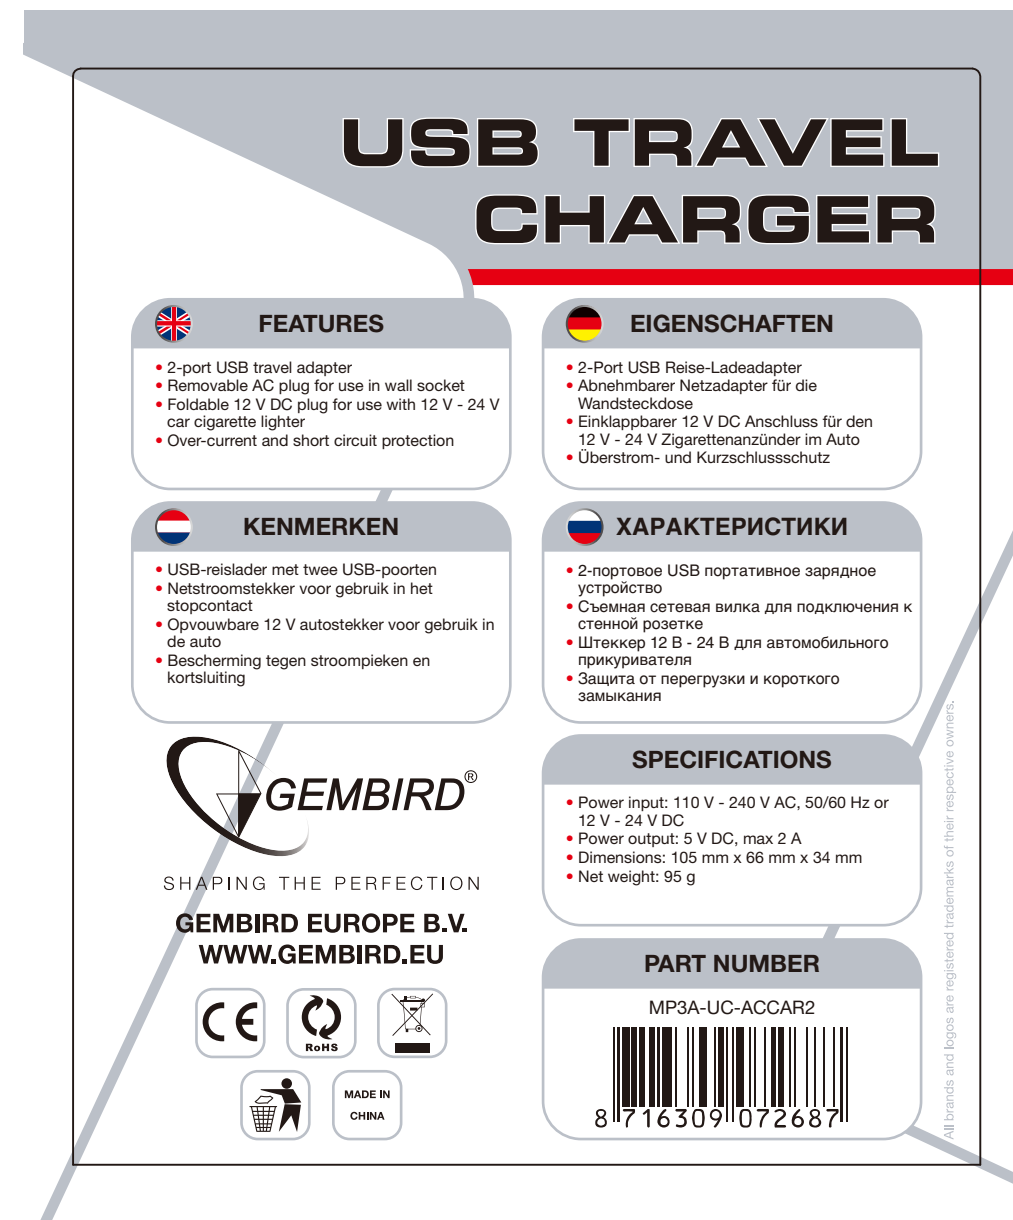 USB TRAVEL
CHARGER
FEATURES
• 2-port USB travel adapter
• Removable AC plug for use in wall socket
• Foldable 12 V DC plug for use with 12 V - 24 V
car cigarette lighter
• Over-current and short circuit protection
EIGENSCHAFTEN
• 2-Port USB Reise-Ladeadapter
• Abnehmbarer Netzadapter für die
Wandsteckdose
• Einklappbarer 12 V DC Anschluss für den
12 V - 24 V Zigarettenanzünder im Auto
• Überstrom- und Kurzschlussschutz
KENMERKEN
• USB-reislader met twee USB-poorten
• Netstroomstekker voor gebruik in het
stopcontact
• Opvouwbare 12 V autostekker voor gebruik in
de auto
• Bescherming tegen stroompieken en
kortsluiting
ХАРАКТЕРИСТИКИ
• 2-портовое USB портативное зарядное
устройство
• Съемная сетевая вилка для подключения к
стенной розетке
• Штеккер 12 В - 24 В для автомобильного
прикуривателя
• Защита от перегрузки и короткого
замыкания
GEMBIRD®
SHAPING THE PERFECTION
GEMBIRD EUROPE B.V.
WWW.GEMBIRD.EU
CE
RoHS
MADE IN
CHINA
SPECIFICATIONS
• Power input: 110 V - 240 V AC, 50/60 Hz or
12 V - 24 V DC
• Power output: 5 V DC, max 2 A
• Dimensions: 105 mm x 66 mm x 34 mm
• Net weight: 95 g
PART NUMBER
MP3A-UC-ACCAR2
8 716309 072687
All brands and logos are registered trademarks of their respective owners.